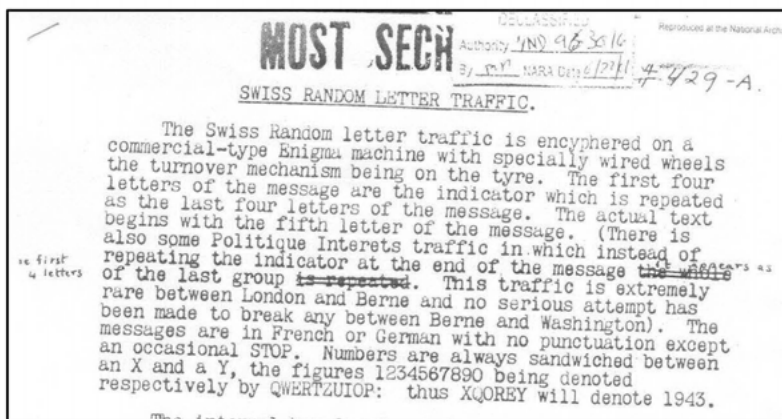 DECLASSIFIED
Reproduced at the National Arch
MOST SECR
Authority NND 963016
By NARA Date
# 429-A.
SWISS RANDOM LETTER TRAFFIC.
The Swiss Random letter traffic is encyphered on a
commercial-type Enigma machine with specially wired wheels
the turnover mechanism being on the tyre. The first four
letters of the message are the indicator which is repeated
as the last four letters of the message. The actual text
begins with the fifth letter of the message. (There is
also some Politique Interets traffic in which instead of
repeating the indicator at the end of the message the whole appears as
se first
4 letters
of the last group is repeated. This traffic is extremely
rare between London and Berne and no serious attempt has
been made to break any between Berne and Washington). The
messages are in French or German with no punctuation except
an occasional STOP. Numbers are always sandwiched between
an X and a Y, the figures 1234567890 being denoted
respectively by QWERTZUIOP: thus XQOREY will denote 1943.